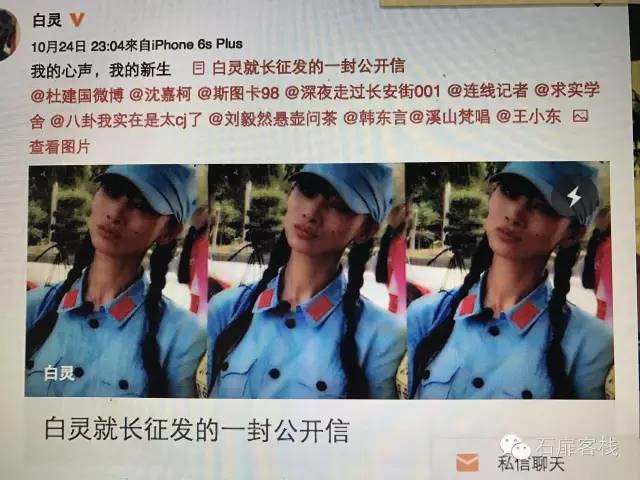 白灵
10月24日 23:04來自iPhone 6s Plus
我的心声，我的新生 白灵就长征发的一封公开信
@杜建国微博 @沈嘉柯 @斯图卡98 @深夜走过长安街001 @连线记者 @求实学
舍 @八卦我实在是太cj了 @刘毅然悬壶问茶 @韩东言@溪山梵唱 @王小东
查看图片
白灵
白灵就长征发的一封公开信
石扉客栈
私信聊天